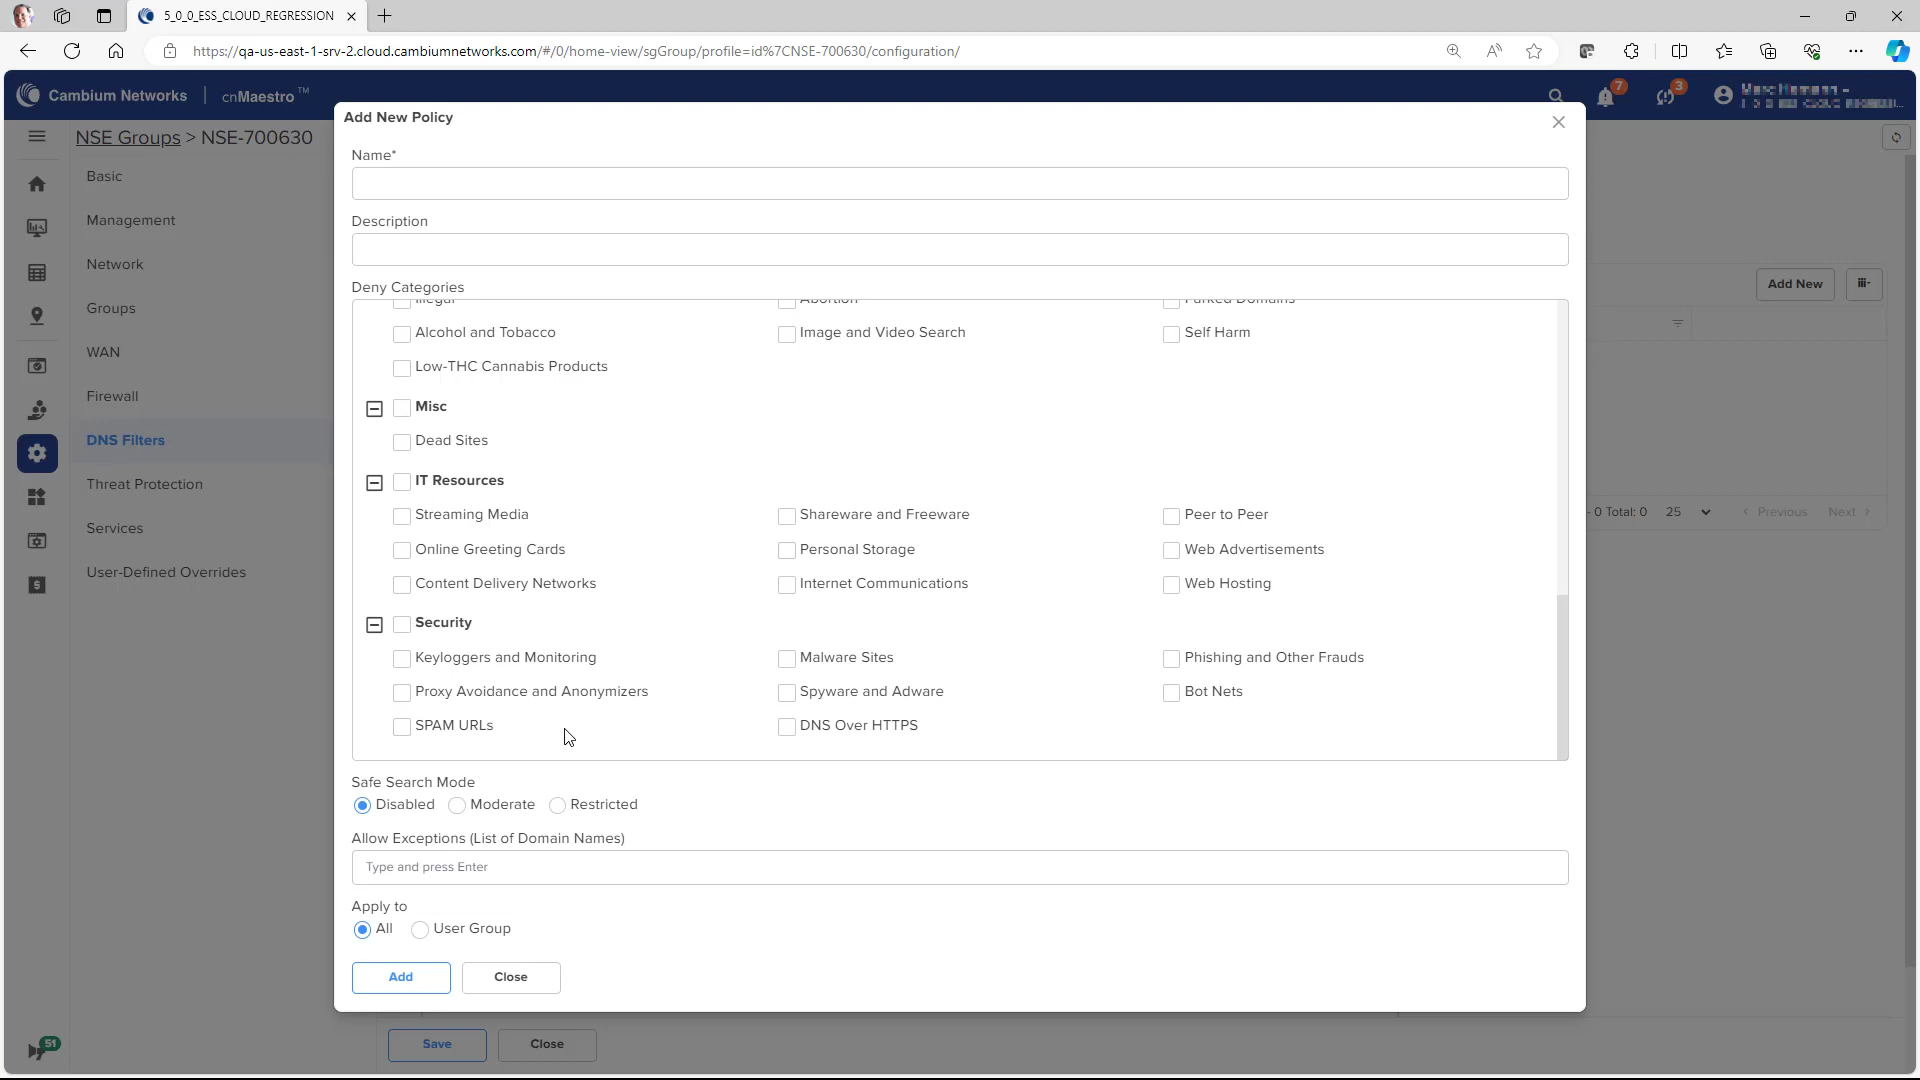 5_0_0_ESS_CLOUD_REGRESSION
https://qa-us-east-1-srv-2.cloud.cambiumnetworks.com/#/0/home-view/sgGroup/profile=id%7CNSE-700630/configuration/
Cambium Networks | cnMaestro™
7
3
NSE Groups > NSE-700630
Basic
Management
Network
Groups
WAN
Firewall
DNS Filters
Threat Protection
Services
User-Defined Overrides
51
Add New Policy
Name*
Description
Deny Categories
Illegal Abortion Parked Domains
Alcohol and Tobacco Image and Video Search Self Harm
Low-THC Cannabis Products
Misc
Dead Sites
IT Resources
Streaming Media Shareware and Freeware Peer to Peer
Online Greeting Cards Personal Storage Web Advertisements
Content Delivery Networks Internet Communications Web Hosting
Security
Keyloggers and Monitoring Malware Sites Phishing and Other Frauds
Proxy Avoidance and Anonymizers Spyware and Adware Bot Nets
SPAM URLs DNS Over HTTPS
Safe Search Mode
Disabled Moderate Restricted
Allow Exceptions (List of Domain Names)
Type and press Enter
Apply to
All User Group
Add Close
Add New
- 0 Total: 0 25 < Previous Next >
Save Close